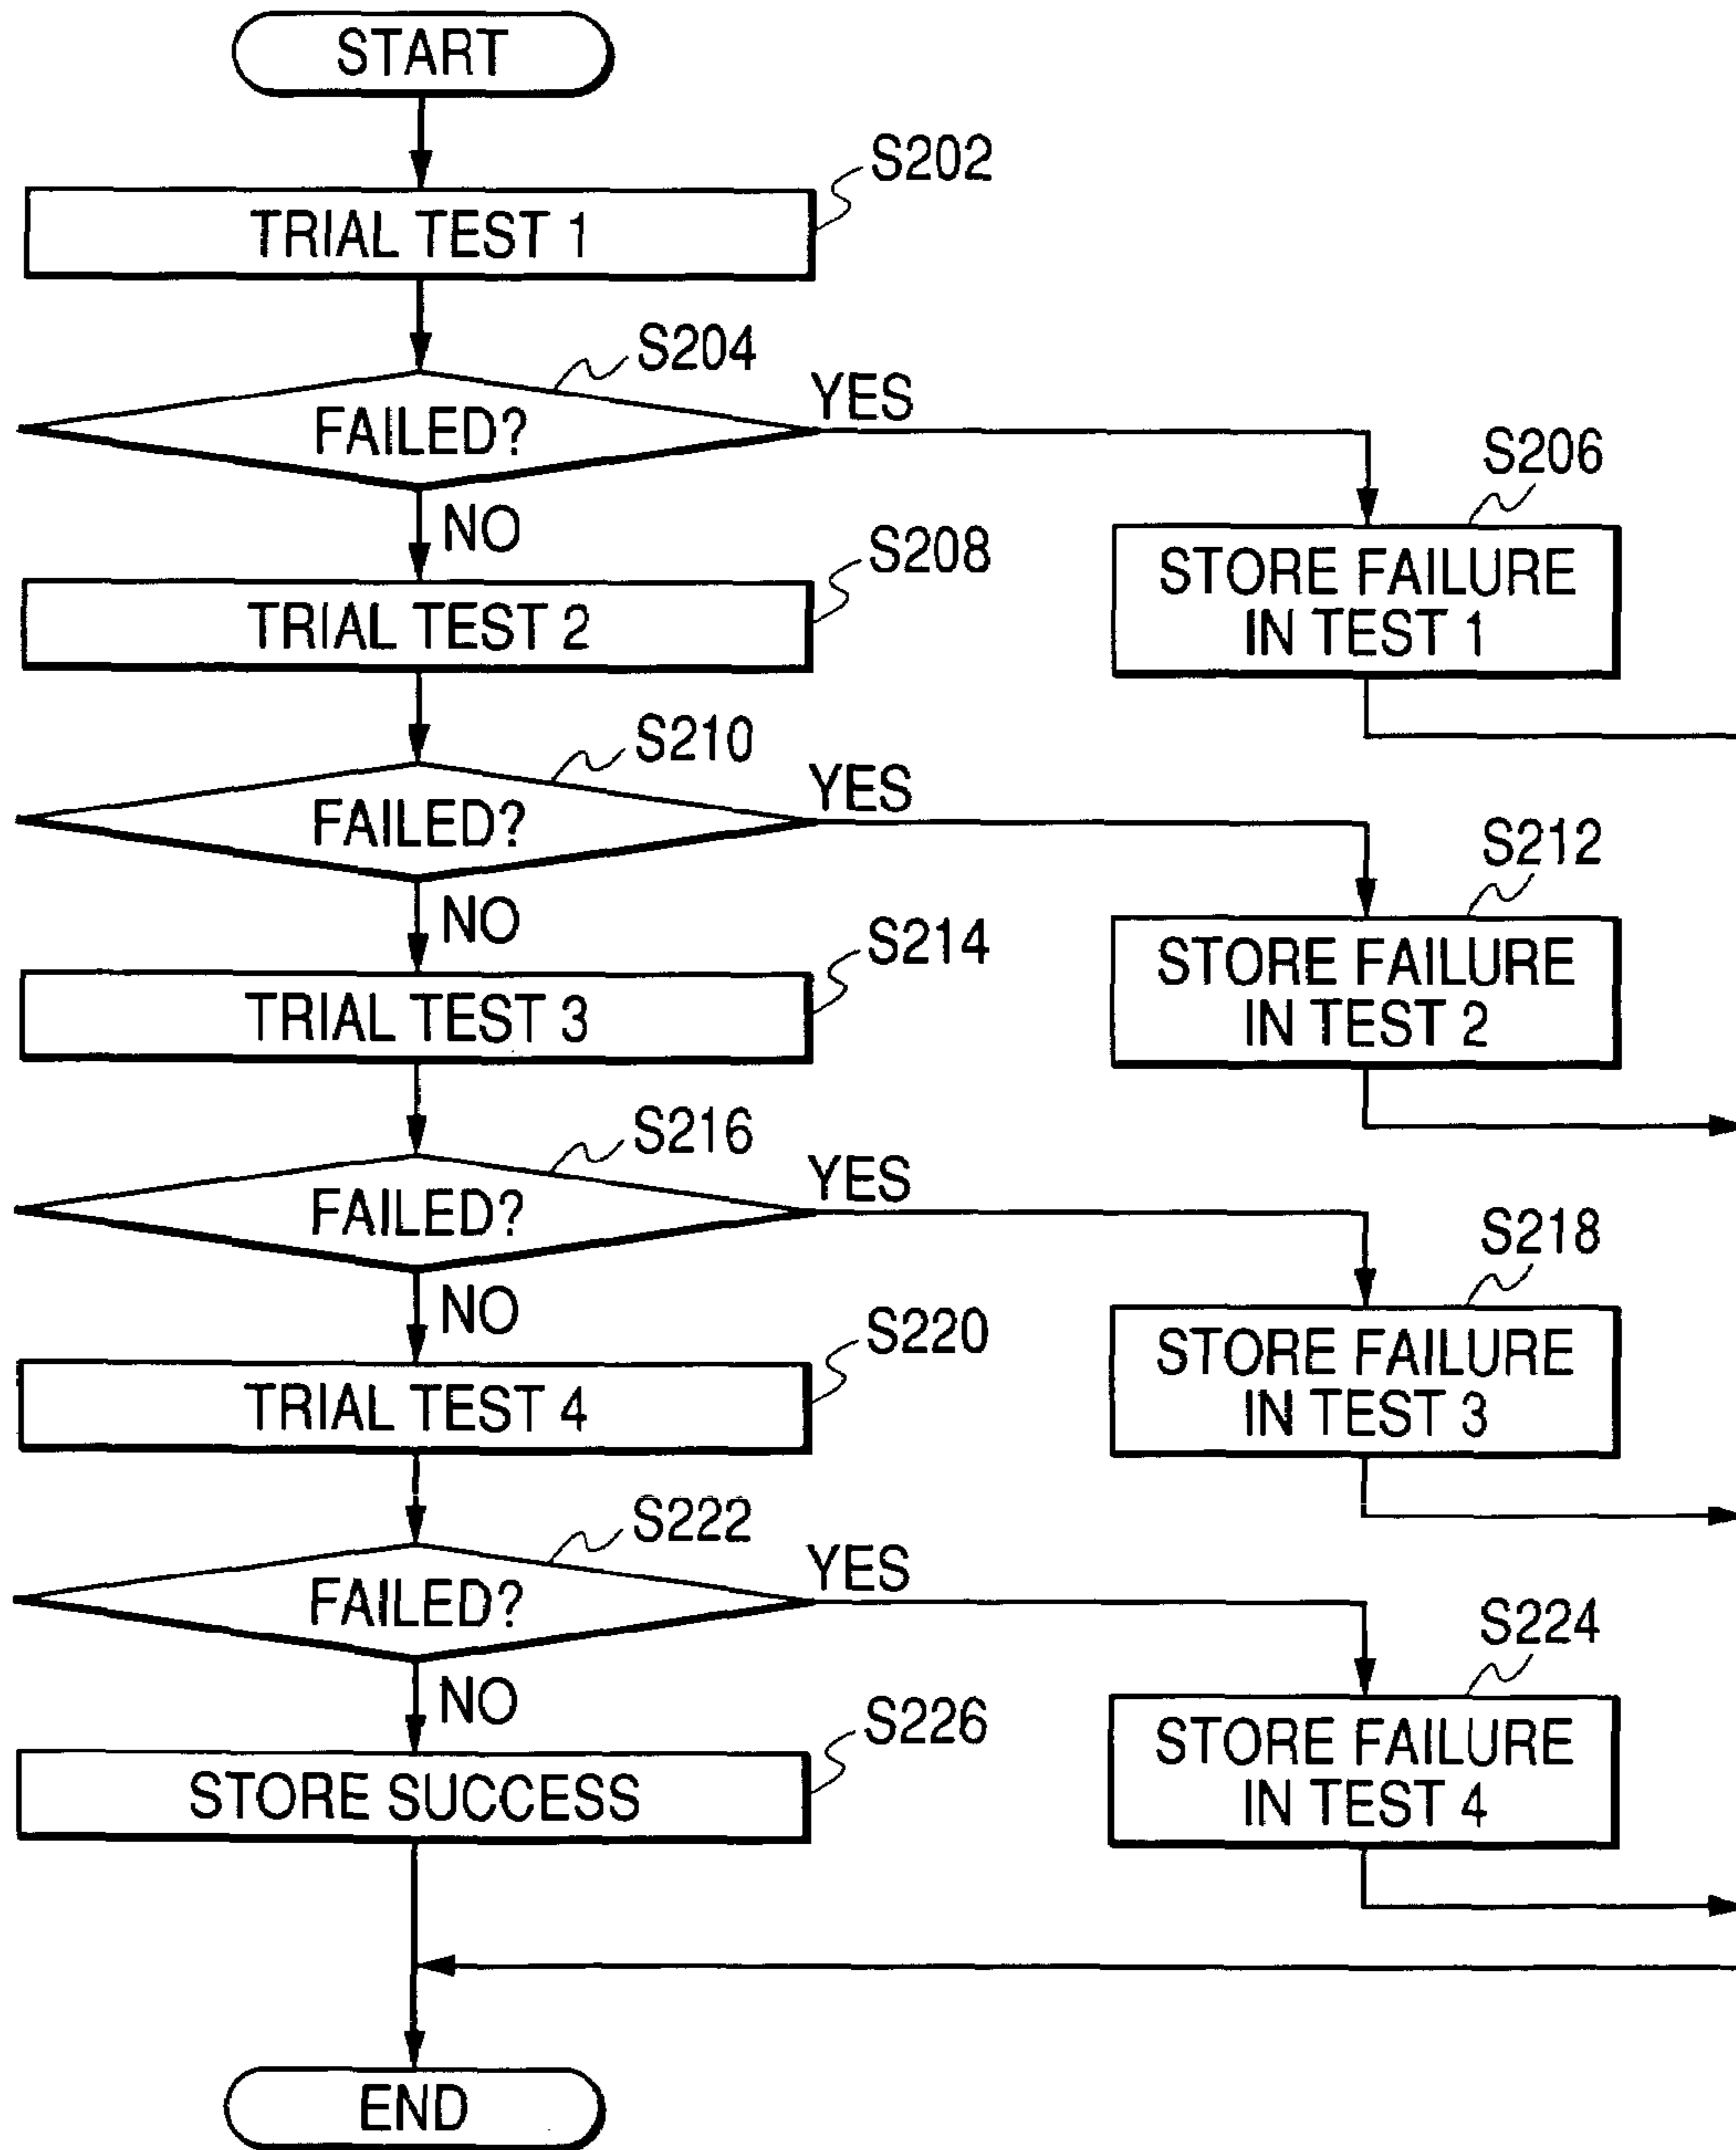 START
S202
TRIAL TEST 1
S204
FAILED?
YES
S206
STORE FAILURE
IN TEST 1
NO
S208
TRIAL TEST 2
S210
FAILED?
YES
S212
STORE FAILURE
IN TEST 2
NO
S214
TRIAL TEST 3
S216
FAILED?
YES
S218
STORE FAILURE
IN TEST 3
NO
S220
TRIAL TEST 4
S222
FAILED?
YES
S224
STORE FAILURE
IN TEST 4
NO
S226
STORE SUCCESS
END